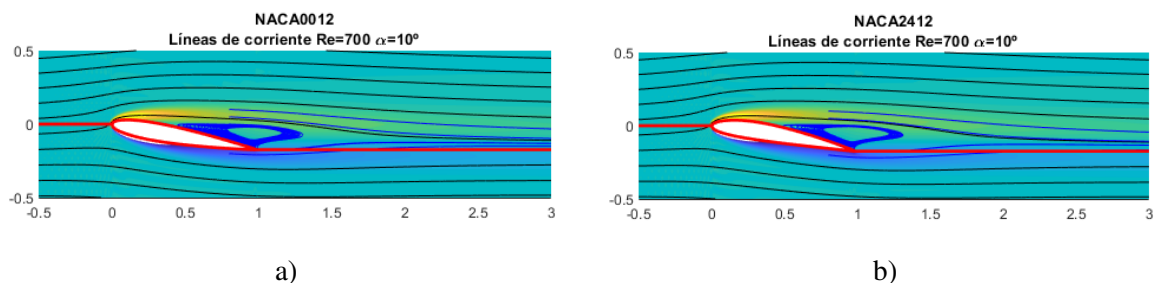 NACA0012
Líneas de corriente Re=700 α=10º
0.5
0
-0.5
-0.5 0 0.5 1 1.5 2 2.5 3
a)
NACA2412
Líneas de corriente Re=700 α=10º
0.5
0
-0.5
-0.5 0 0.5 1 1.5 2 2.5 3
b)